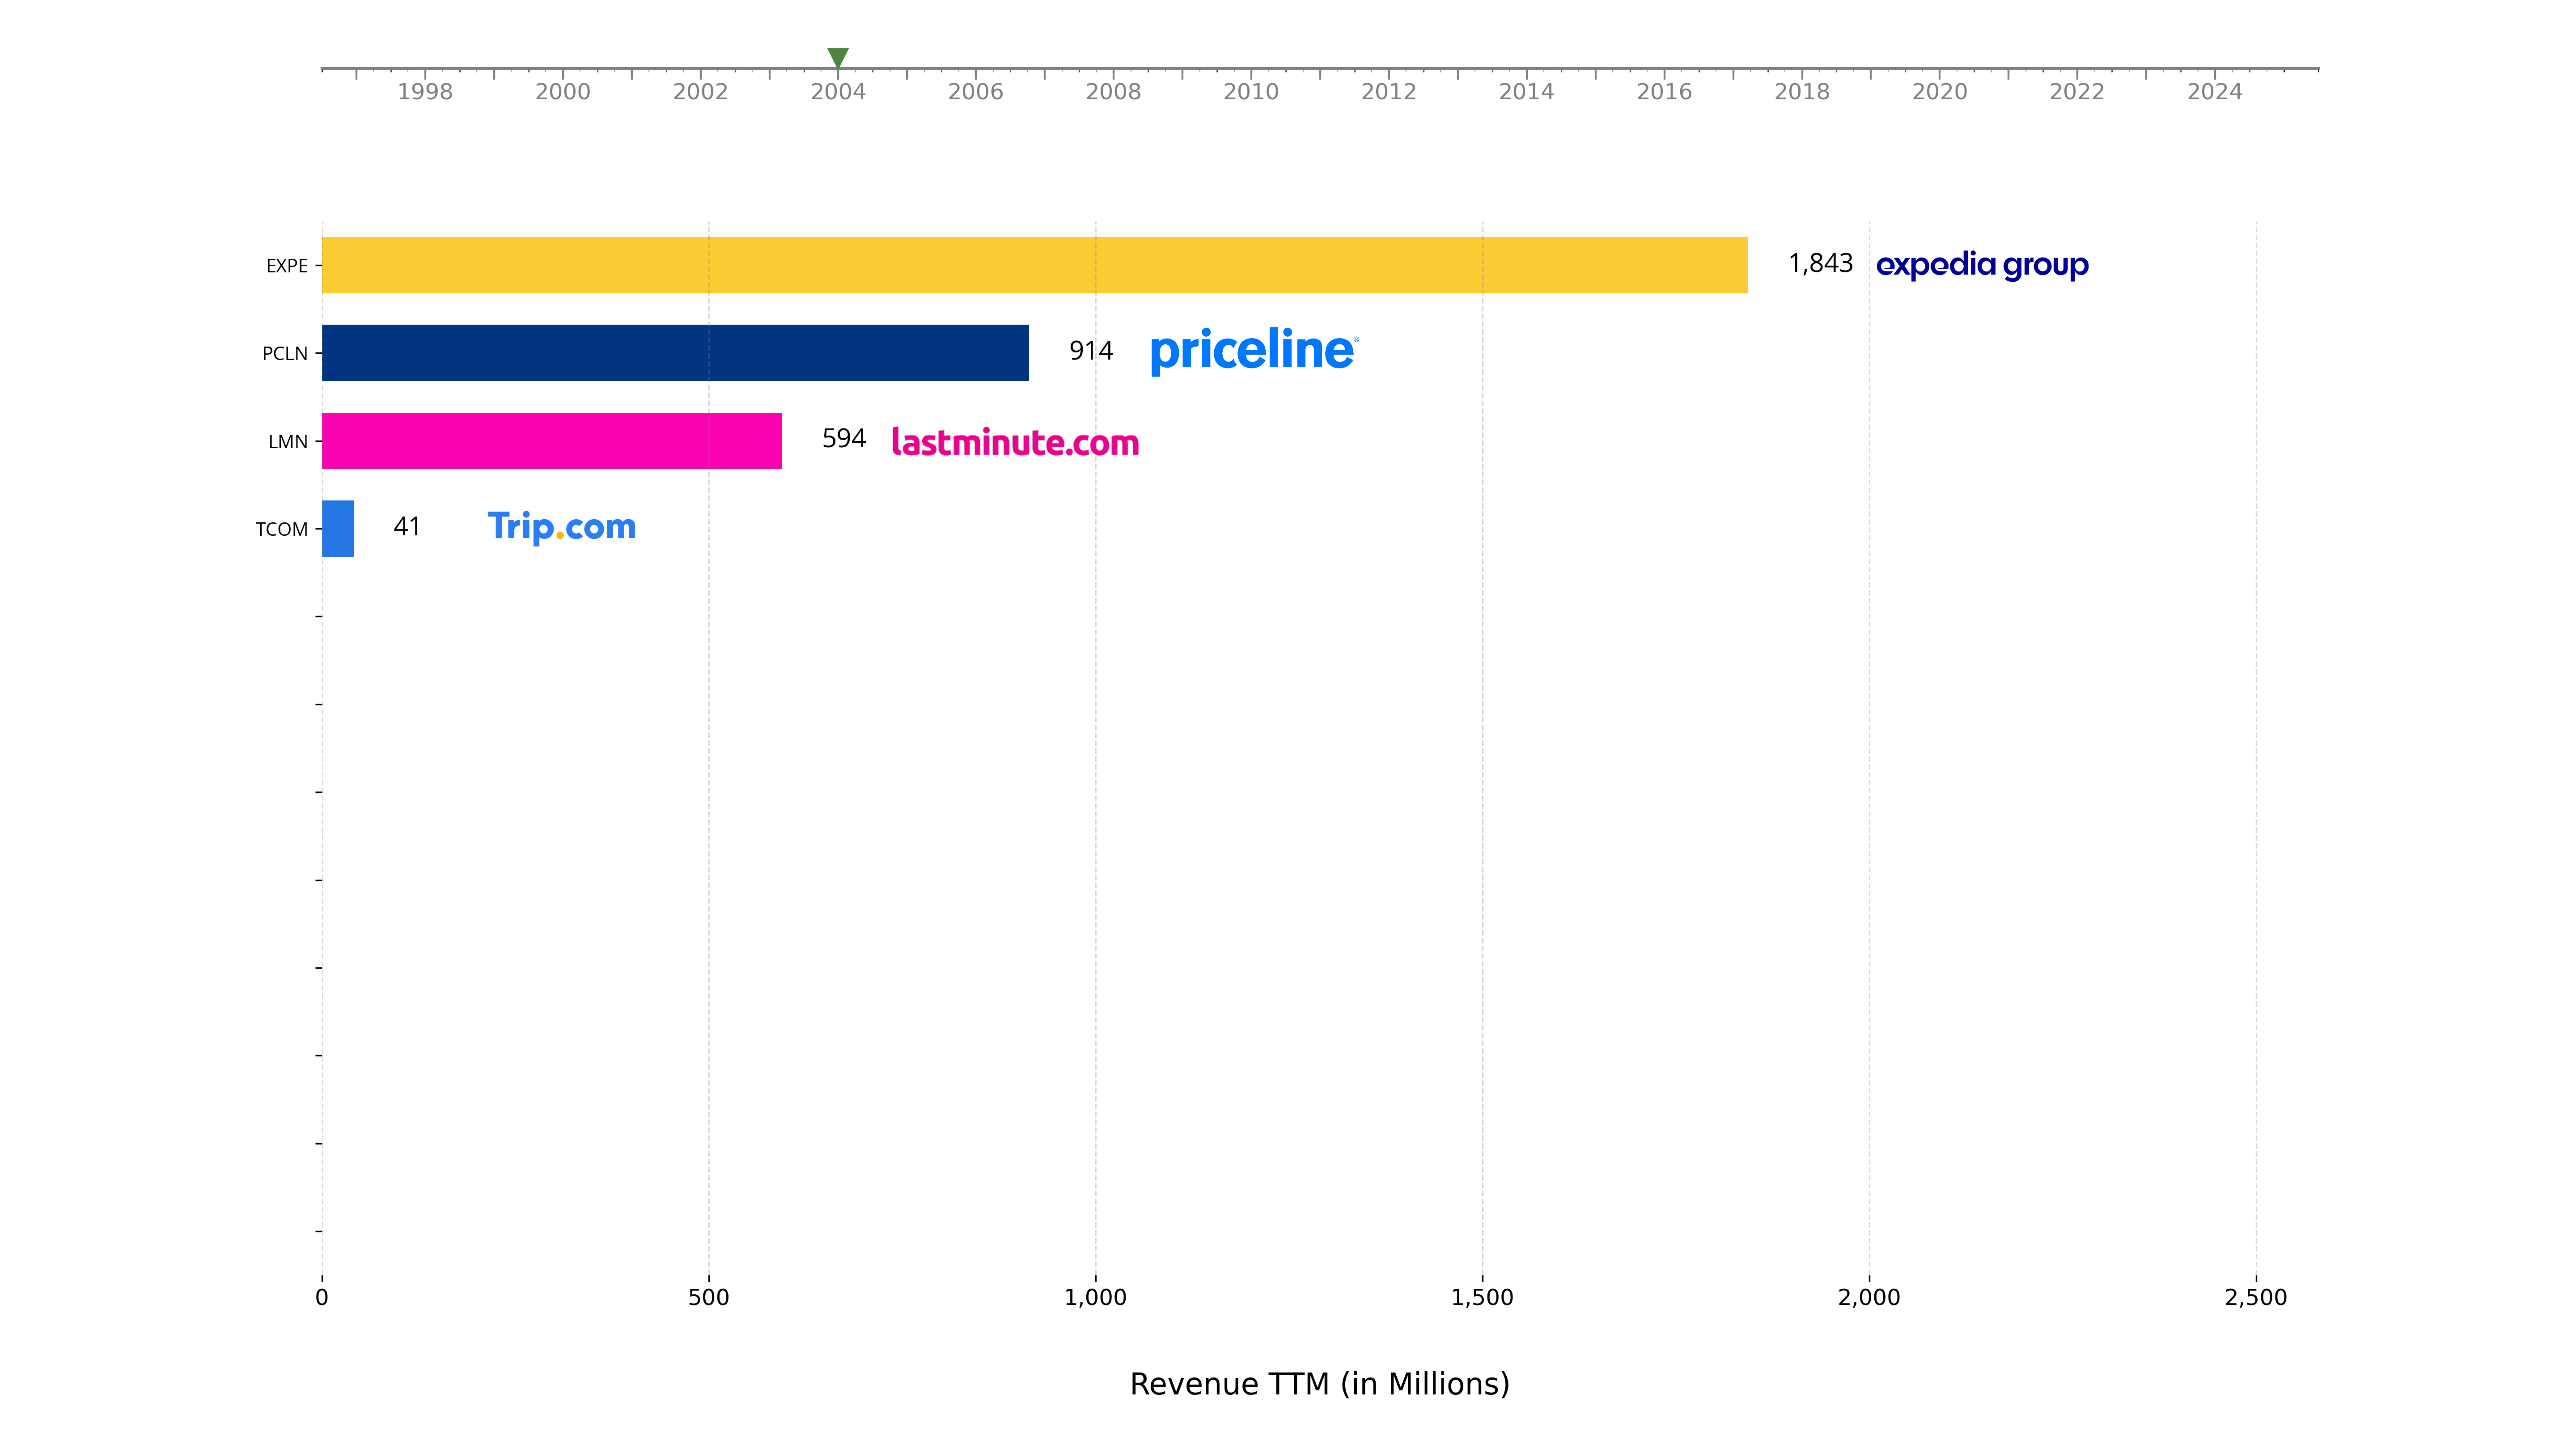 1998 2000 2002 2004 2006 2008 2010 2012 2014 2016 2018 2020 2022 2024
EXPE 1,843 expedia group
PCLN 914 priceline®
LMN 594 lastminute.com
TCOM 41 Trip.com
0 500 1,000 1,500 2,000 2,500
Revenue TTM (in Millions)